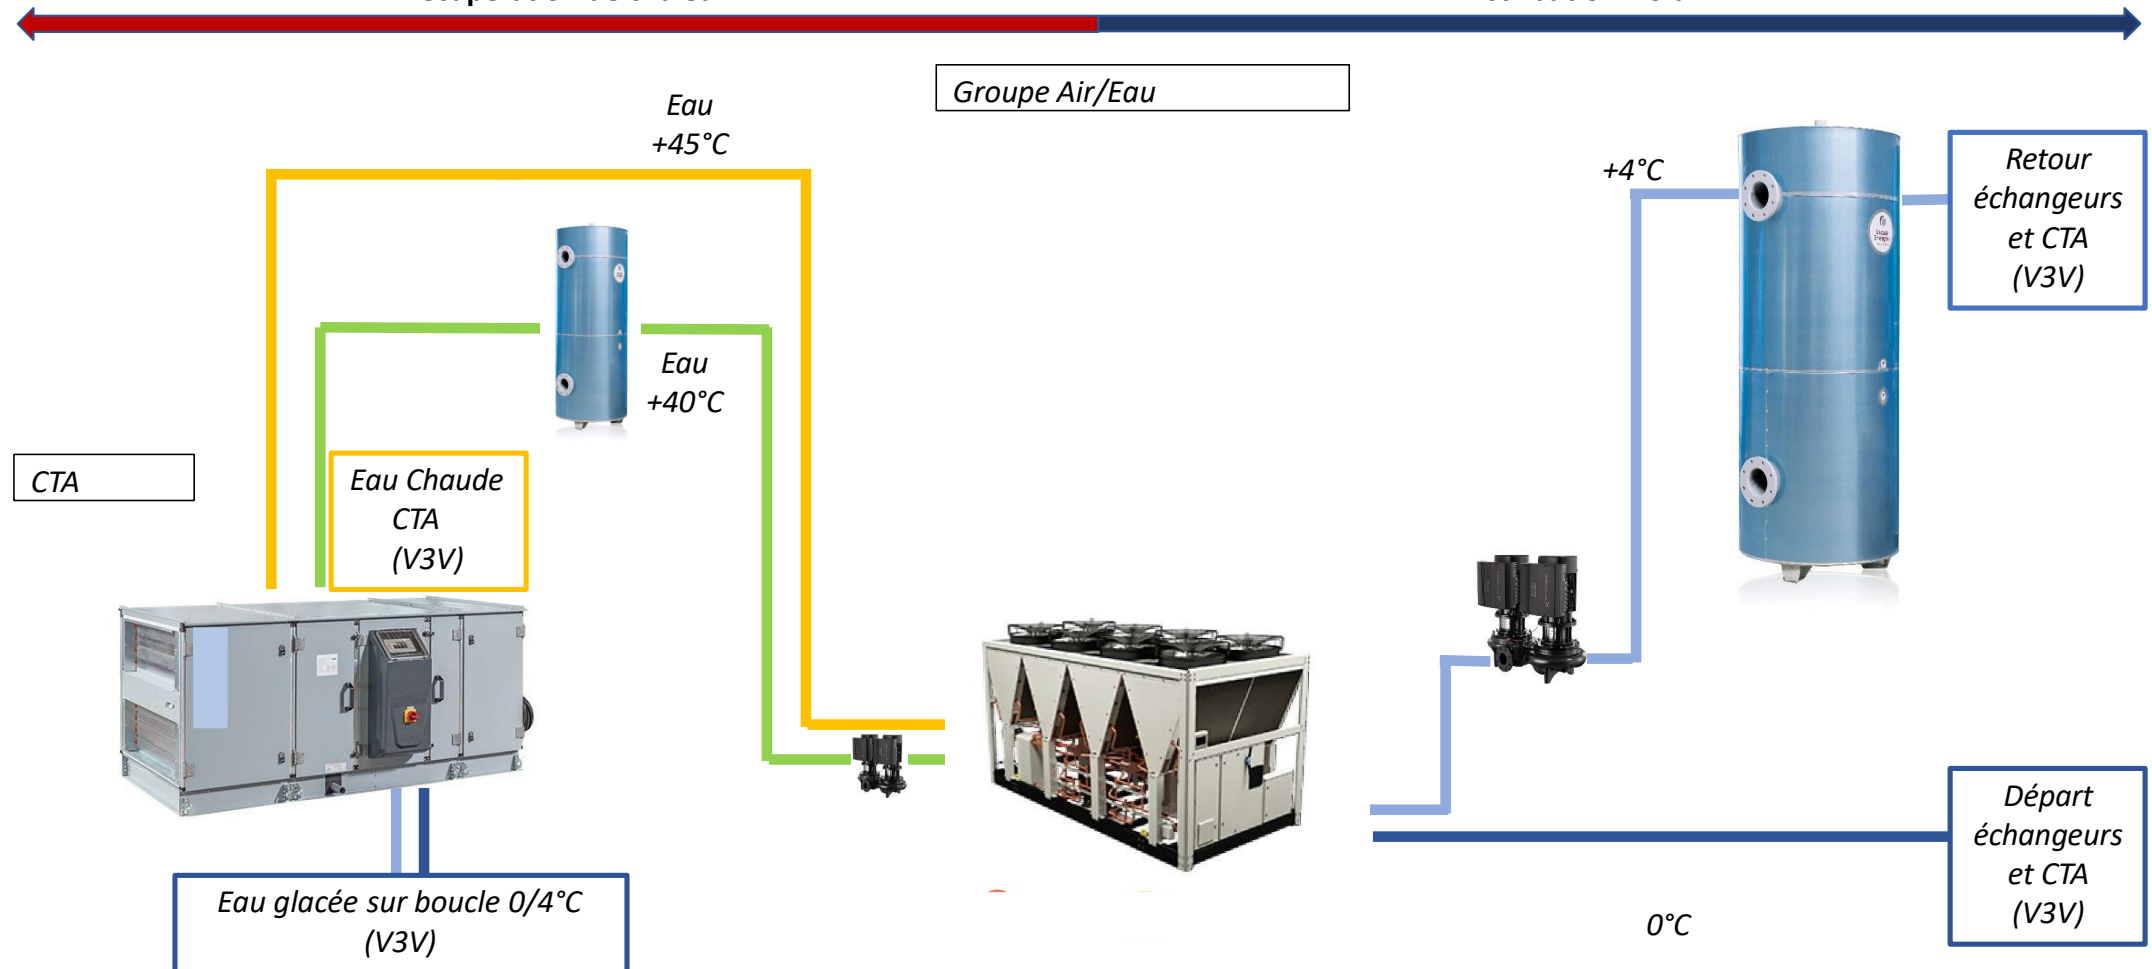 Groupe Air/Eau
Eau
+45°C
+4°C
Retour
échangeurs
et CTA
(V3V)
Eau
+40°C
CTA
Eau Chaude
CTA
(V3V)
Départ
échangeurs
et CTA
(V3V)
Eau glacée sur boucle 0/4°C
(V3V)
0°C